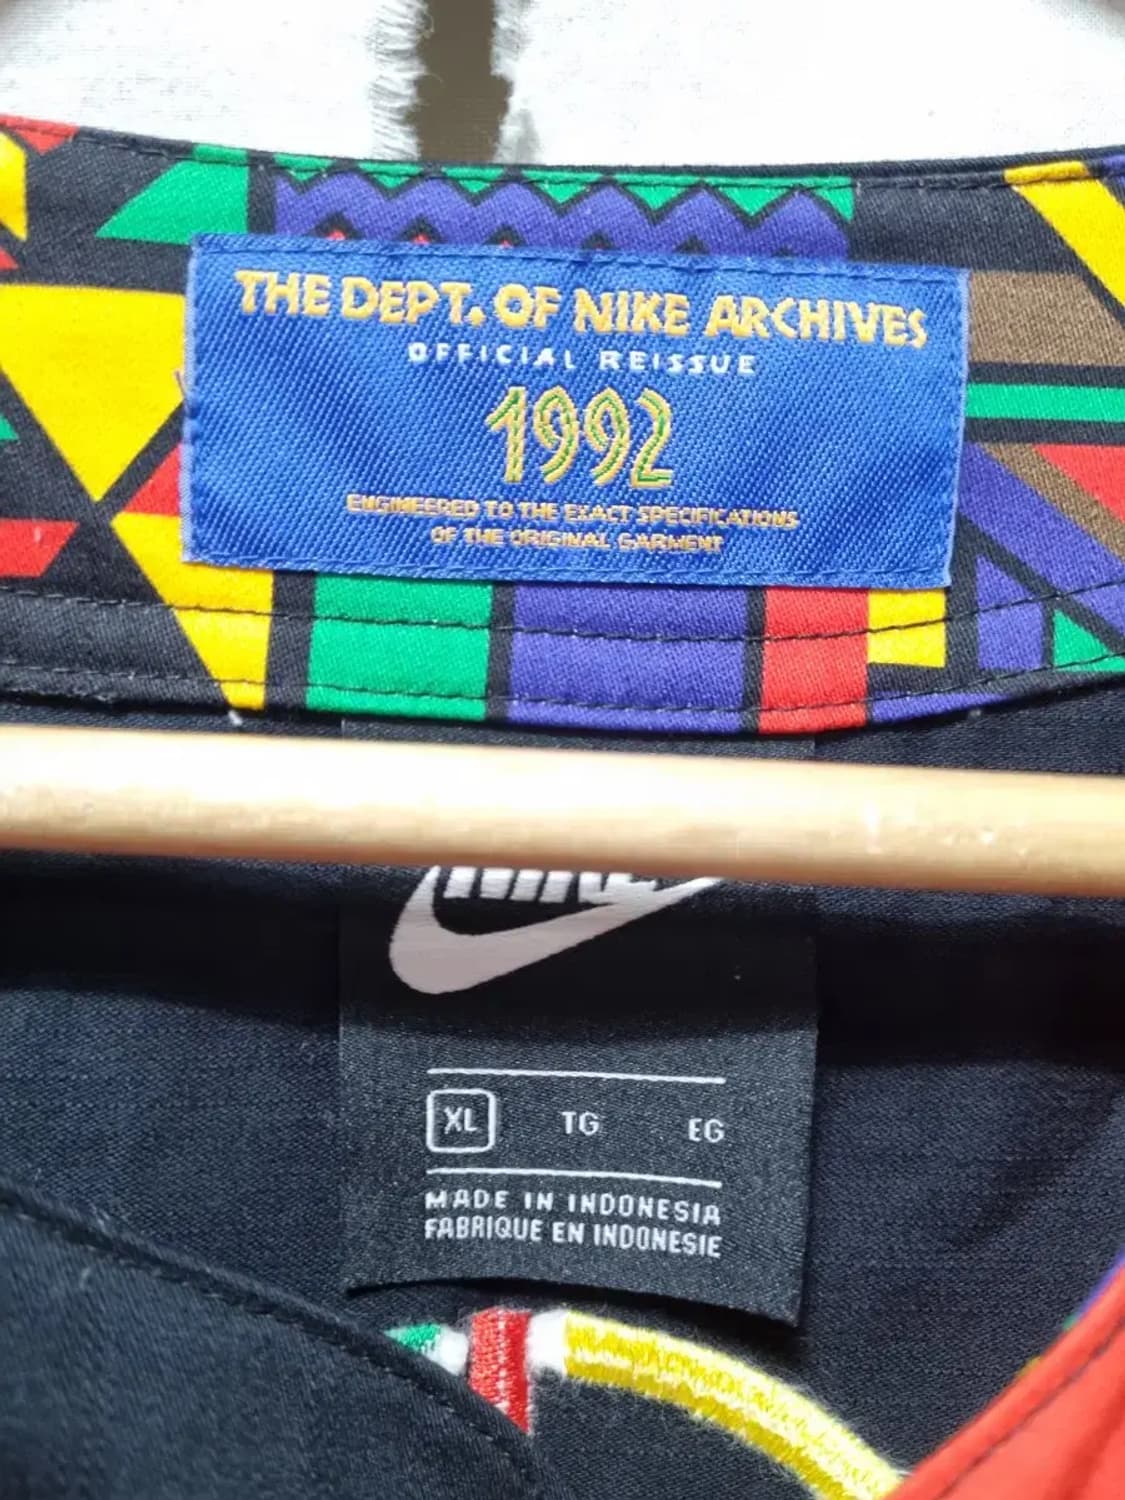 THE DEPT. OF NIKE ARCHIVES
OFFICIAL REISSUE
1992
ENGINEERED TO THE EXACT SPECIFICATIONS
OF THE ORIGINAL GARMENT
NIKE
XL TG EG
MADE IN INDONESIA
FABRIQUE EN INDONESIE